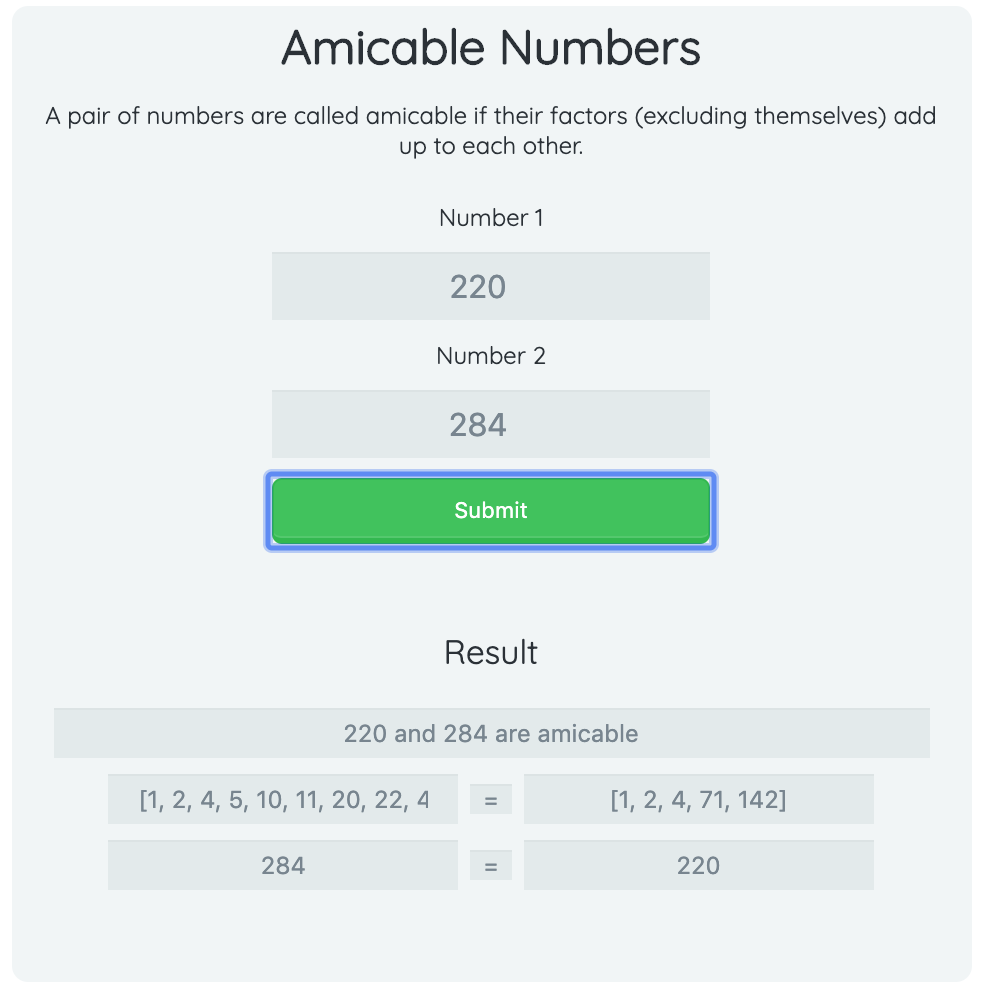 Amicable Numbers
A pair of numbers are called amicable if their factors (excluding themselves) add
up to each other.
Number 1
220
Number 2
284
Submit
Result
220 and 284 are amicable
[1, 2, 4, 5, 10, 11, 20, 22, 4 = [1, 2, 4, 71, 142]
284 = 220